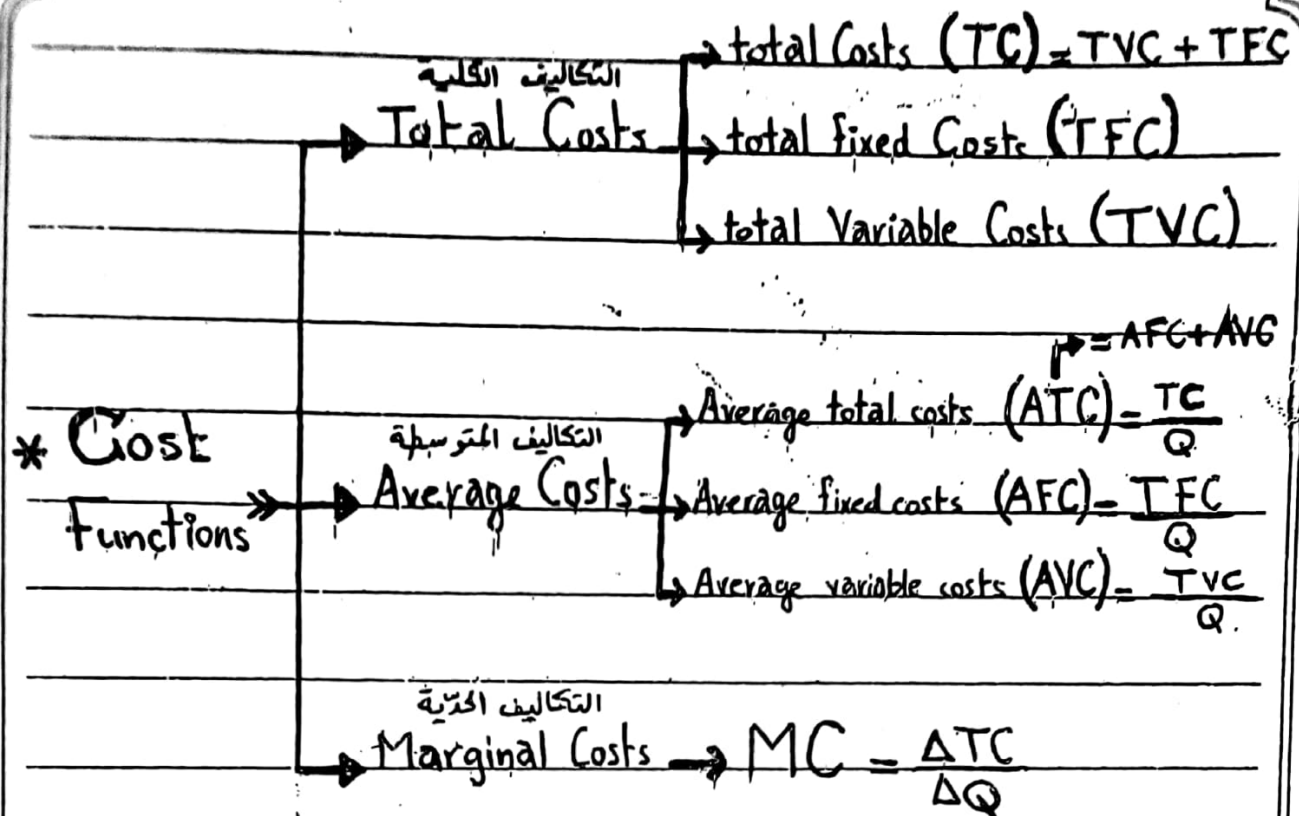 total Costs (TC) = TVC + TFC
التكاليف الكلية
Total Costs
total fixed Costs (TFC)
total Variable Costs (TVC)
= AFC + AVC
Average total costs (ATC) = TC/Q
* Cost
Functions
التكاليف المتوسطة
Average Costs
Average fixed costs (AFC) = TFC/Q
Average variable costs (AVC) = TVC/Q.
التكاليف الحدّية
Marginal Costs → MC = ΔTC/ΔQ